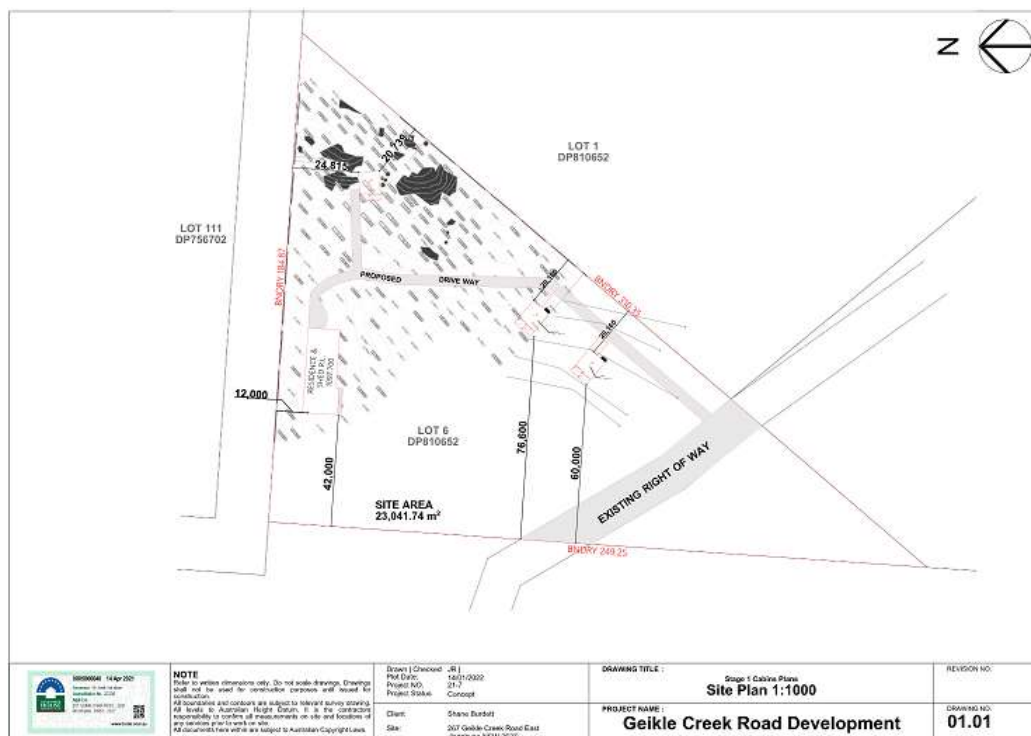 N
LOT 1
DP810652
20,739
24,815
LOT 111
DP756702
BNDRY 184.87
PROPOSED DRIVE WAY
BNDRY 310.35
RESIDENCE &
SHED R.L.
12,000
LOT 6
DP810652
42,000
76,600
60,000
EXISTING RIGHT OF WAY
SITE AREA
23,041.74 m²
BNDRY 249.25
NOTE
Refer to written dimensions only. Do not scale drawings. Drawings
shall not be used for construction purposes until issued for
construction.
All boundaries and contours are subject to relevant survey drawing.
All levels to Australian Height Datum. It is the contractors
responsibility to confirm all measurements on site and locations of
any services prior to work on site.
All documents here within are subject to Australian Copyright Laws.
Drawn | Checked JR |
Plot Date: 14/01/2022
Project NO. 21-7
Project Status Concept
Client: Shane Burdett
Site: 267 Geikle Creek Road East
DRAWING TITLE :
Stage 1 Cabins Plans
Site Plan 1:1000
PROJECT NAME :
Geikle Creek Road Development
REVISION NO.
DRAWING NO.
01.01